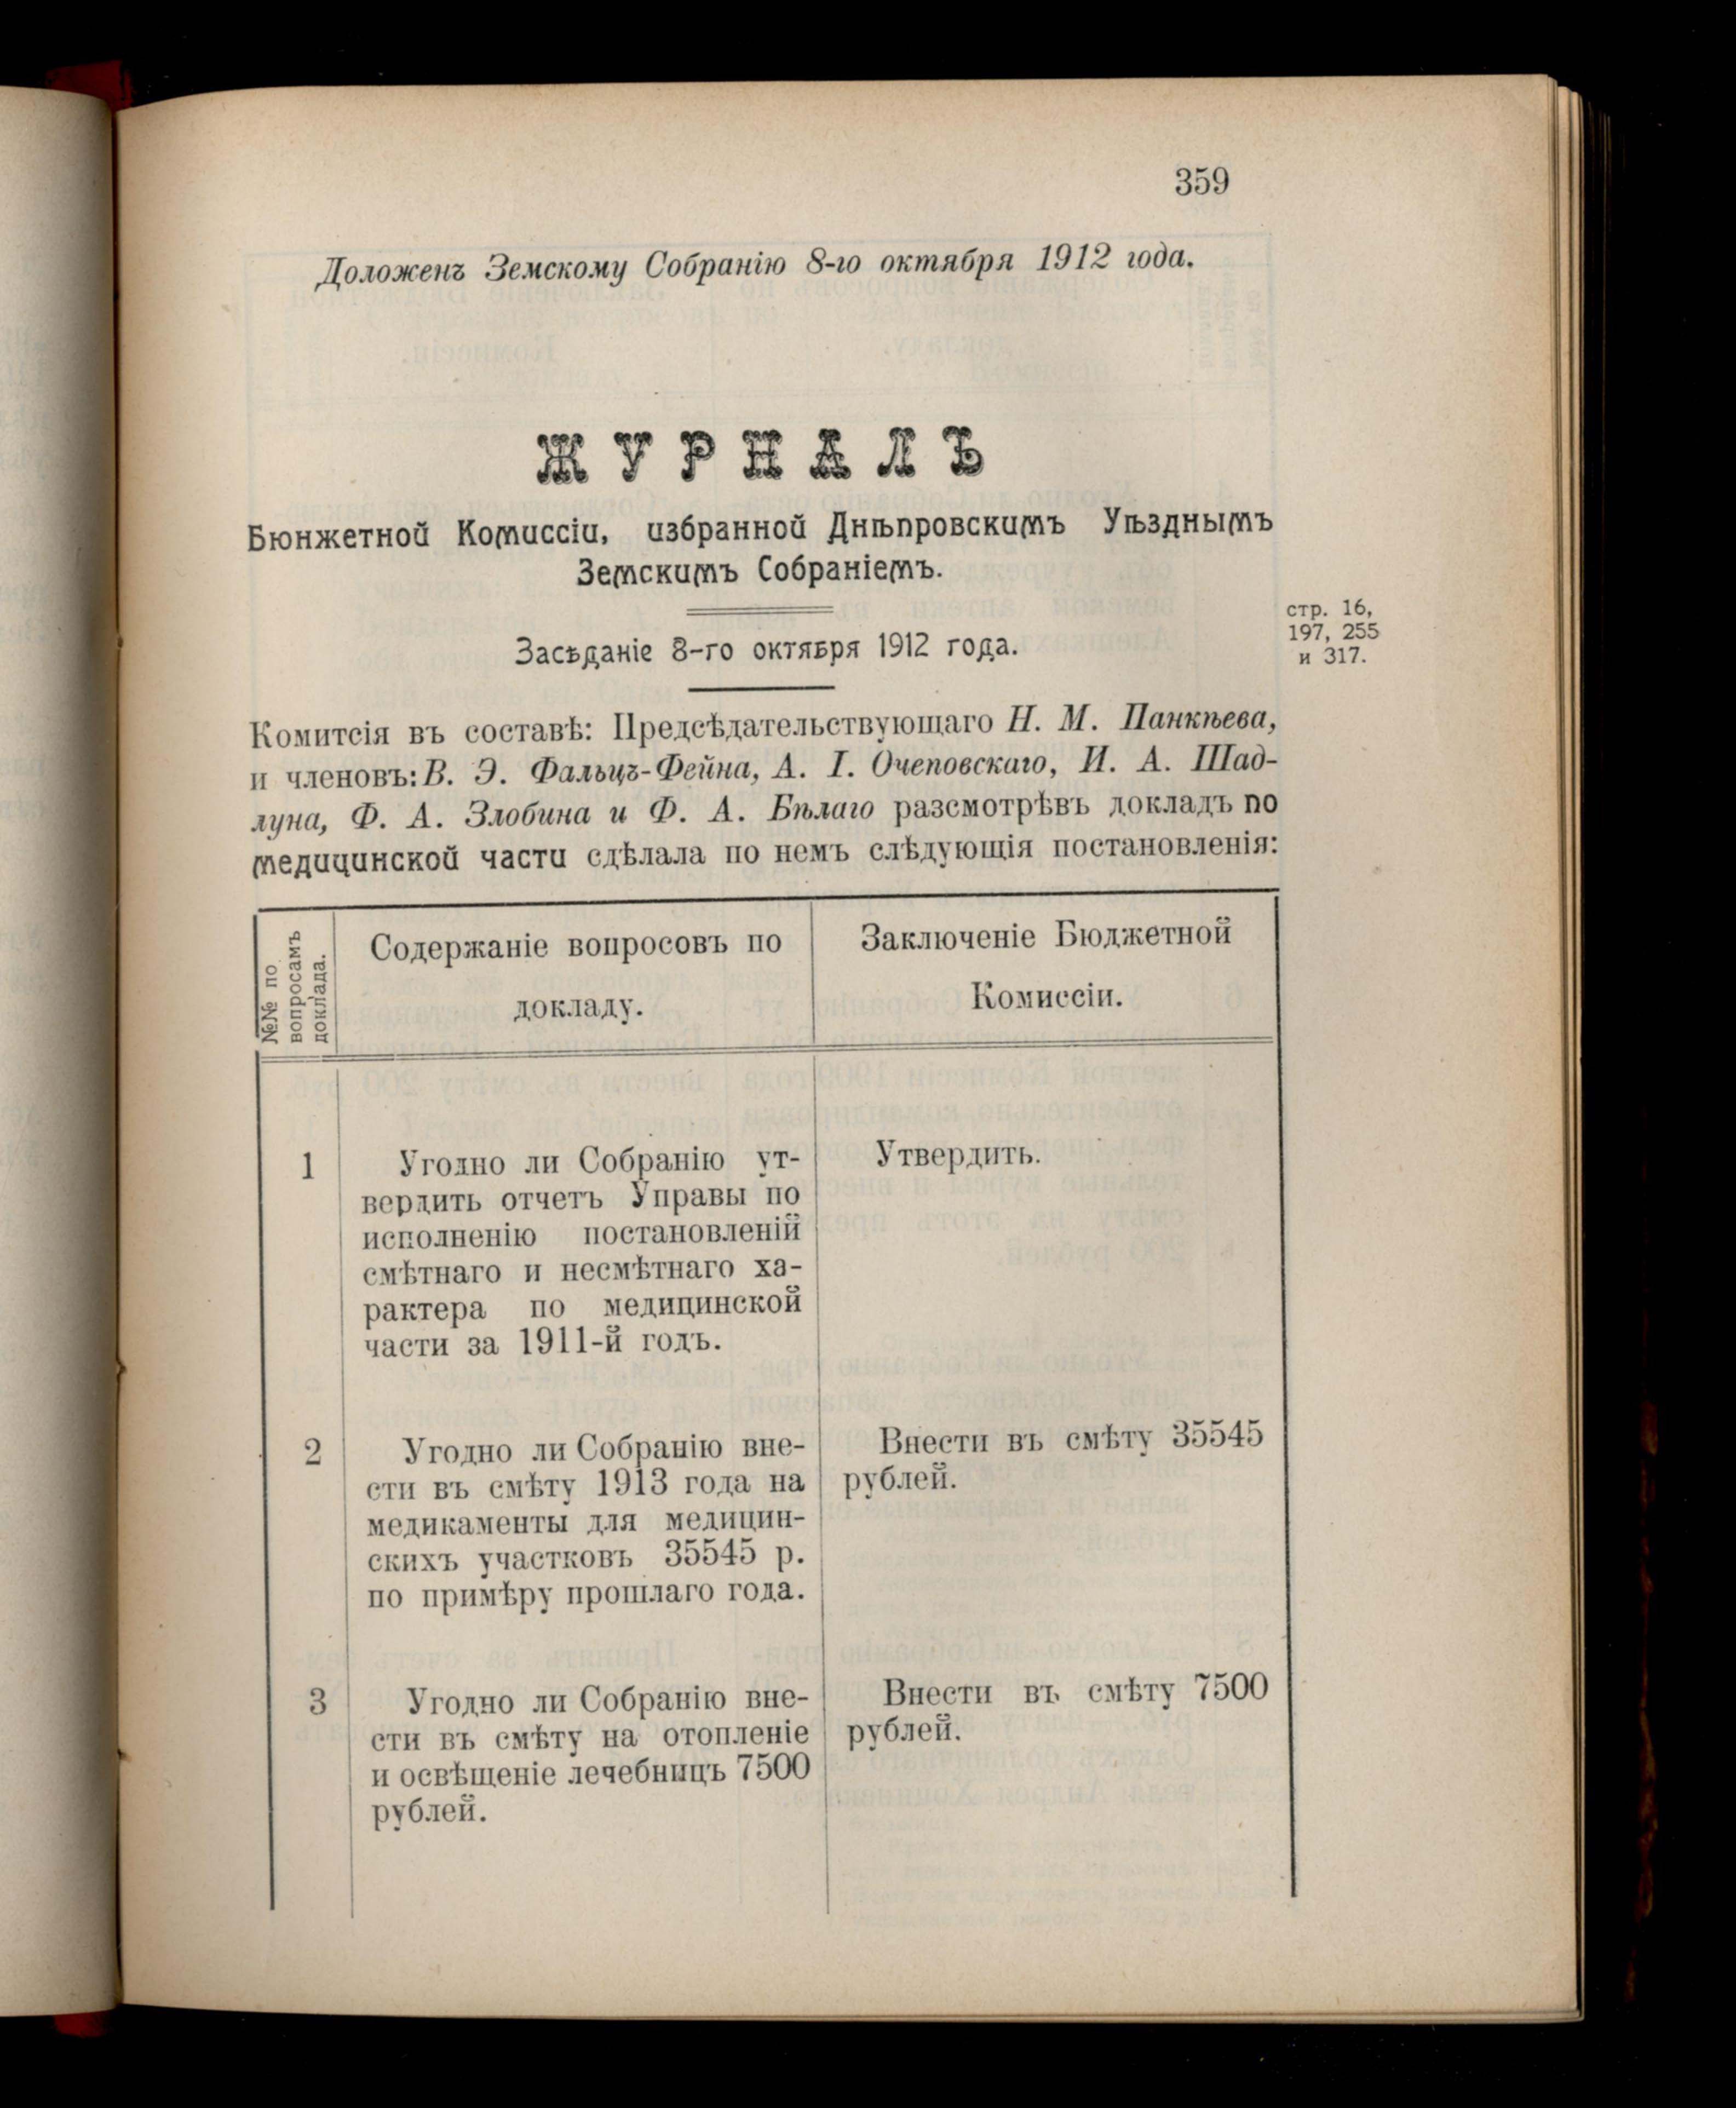 359
Доложенъ Земскому Собранію 8-го октября 1912 года.
ЖУРНАЛЪ
Бюнжетной Комиссіи, избранной Днѣпровскимъ Уѣзднымъ
Земскимъ Собраніемъ.
стр. 16,
197, 255
и 317.
Засѣданіе 8-го октября 1912 года.
Комитсія въ составѣ: Предсѣдательствующаго Н. М. Панкѣева,
и членовъ: В. Э. Фальцъ-Фейна, А. І. Очеповскаго, И. А. Шад-
луна, Ф. А. Злобина и Ф. А. Бѣлаго разсмотрѣвъ докладъ по
медицинской части сдѣлала по немъ слѣдующія постановленія:
№№ по
вопросамъ
доклада.
Содержаніе вопросовъ по
докладу.
Заключеніе Бюджетной
Комиссіи.
1
Угодно ли Собранію ут-
вердить отчетъ Управы по
исполненію постановленій
смѣтнаго и несмѣтнаго ха-
рактера по медицинской
части за 1911-й годъ.
Утвердить.
2
Угодно ли Собранію вне-
сти въ смѣту 1913 года на
медикаменты для медицин-
скихъ участковъ 35545 р.
по примѣру прошлаго года.
Внести въ смѣту 35545
рублей.
3
Угодно ли Собранію вне-
сти въ смѣту на отопленіе
и освѣщеніе лечебницъ 7500
рублей.
Внести въ смѣту 7500
рублей.